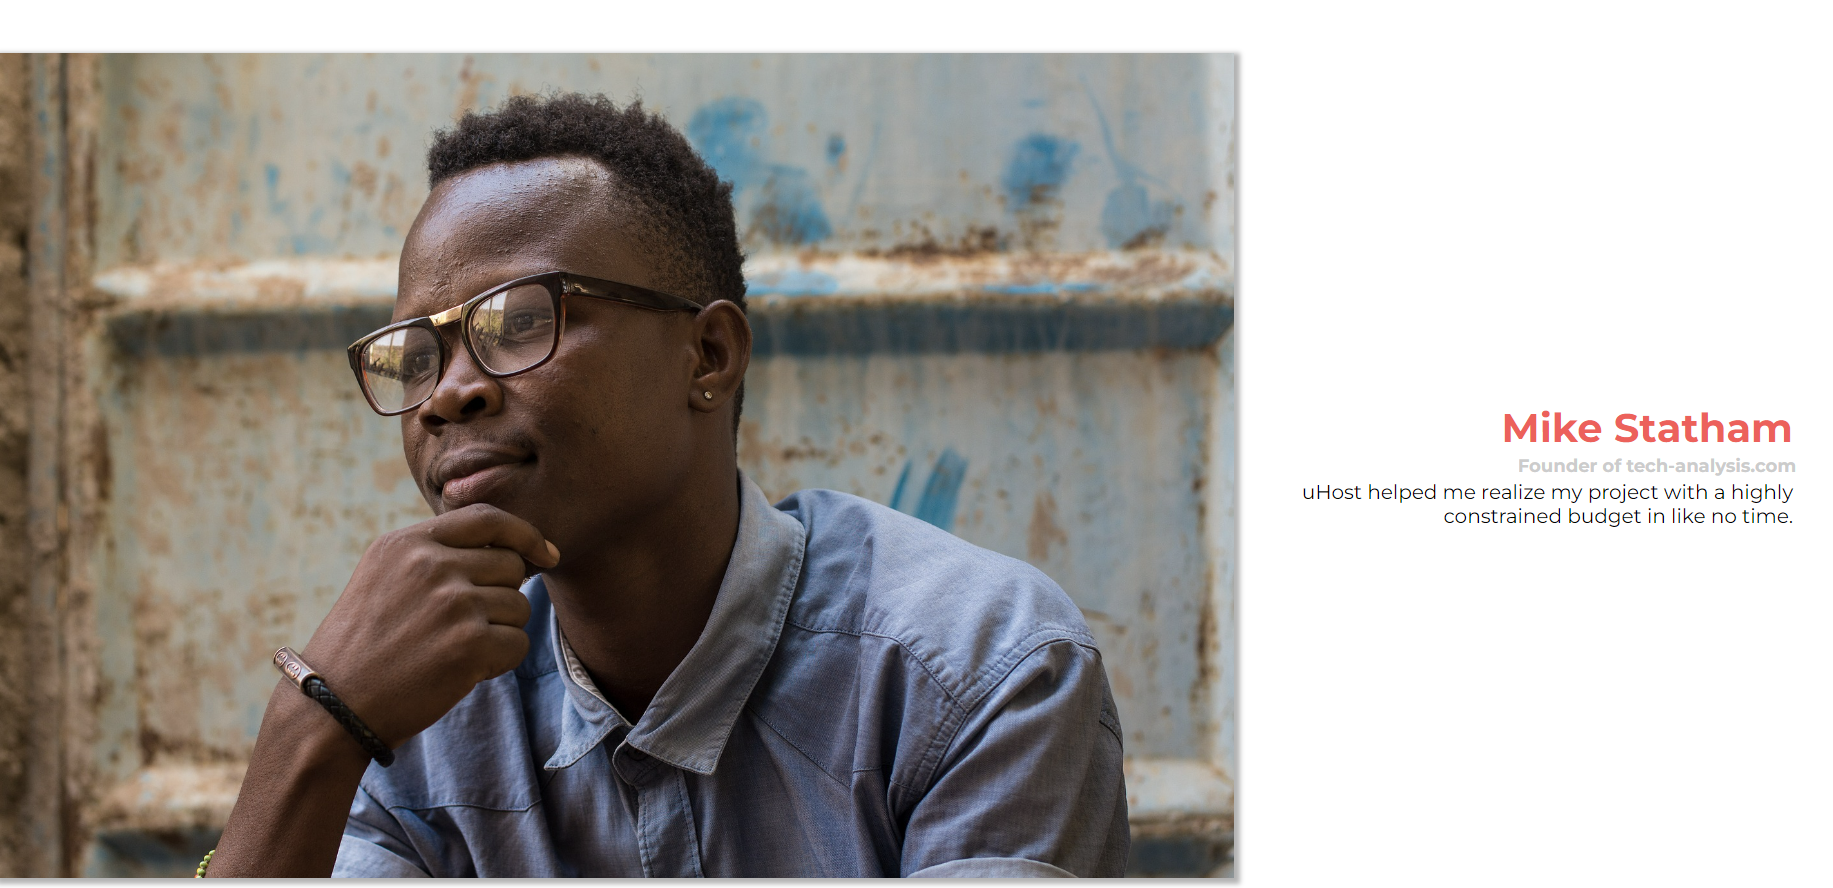 Mike Statham
Founder of tech-analysis.com
uHost helped me realize my project with a highly
constrained budget in like no time.